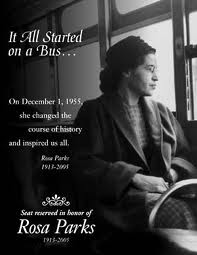 It All Started
on a Bus...
On December 1, 1955,
she changed the
course of history
and inspired us all.
Rosa Parks
1913-2005
Seat reserved in honor of
Rosa Parks
1913-2005